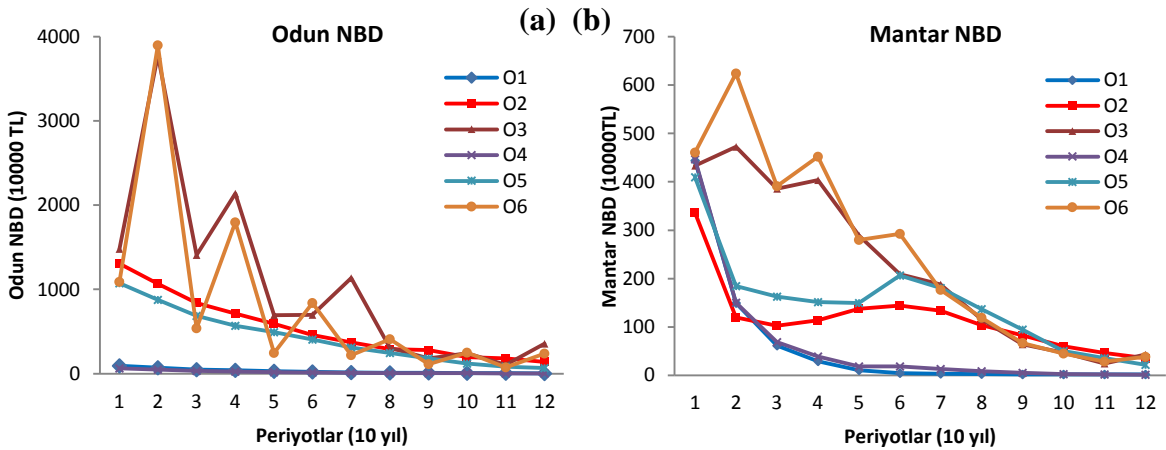 (a) (b)
Odun NBD
4000
3000
2000
1000
0
Odun NBD (10000 TL)
1 2 3 4 5 6 7 8 9 10 11 12
Periyotlar (10 yıl)
O1
O2
O3
O4
O5
O6
Mantar NBD
700
600
500
400
300
200
100
0
Mantar NBD (10000TL)
1 2 3 4 5 6 7 8 9 10 11 12
Periyotlar (10 yıl)
O1
O2
O3
O4
O5
O6